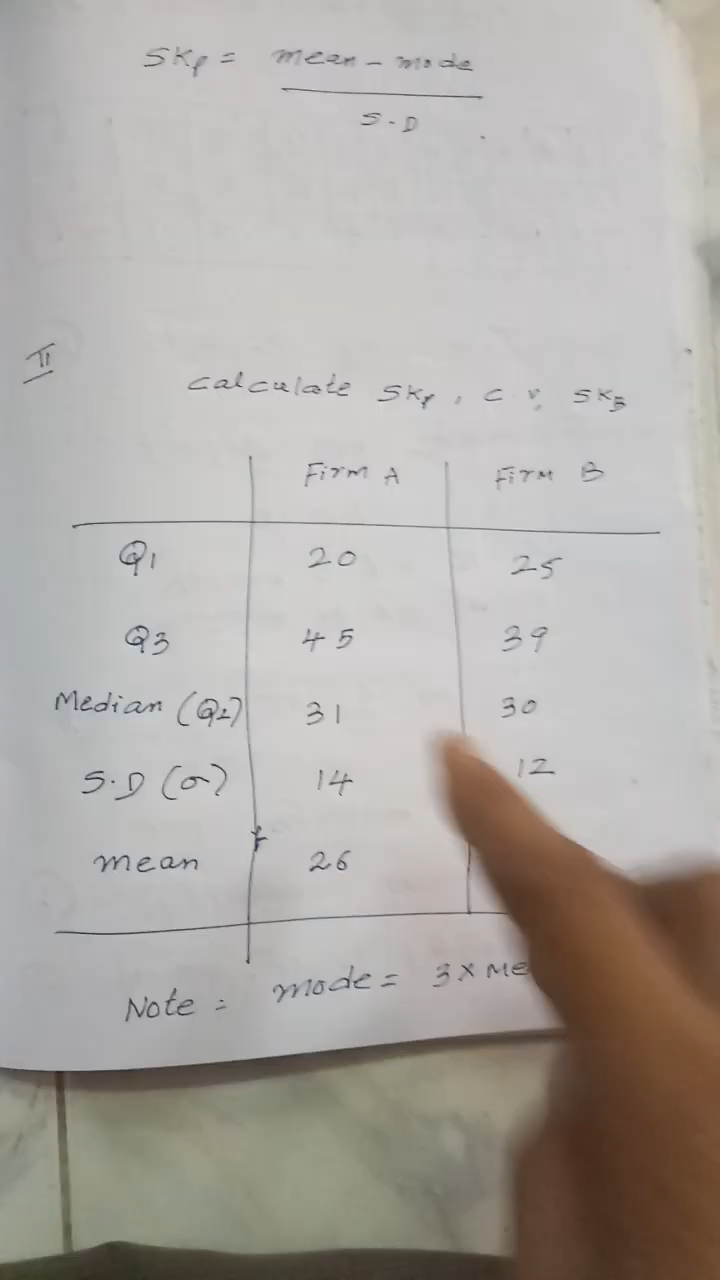 SKp = mean - mode
S.D
II
Calculate SKp, C.V, SKB
Firm A Firm B
Q1 20 25
Q3 45 39
Median (Q2) 31 30
S.D (σ) 14 12
mean 26
Note : mode = 3 x